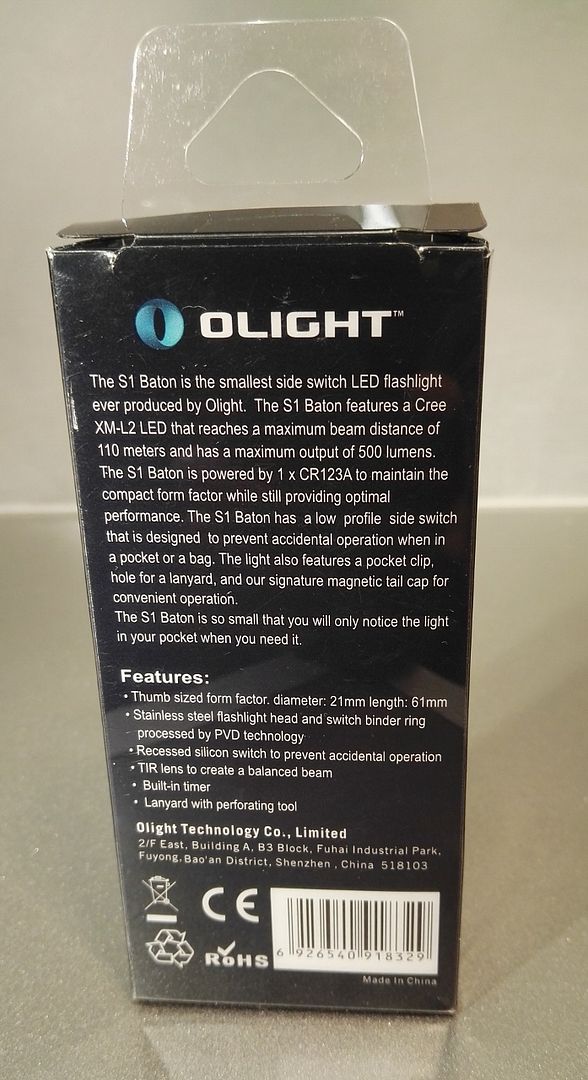 OLIGHT™
The S1 Baton is the smallest side switch LED flashlight
ever produced by Olight. The S1 Baton features a Cree
XM-L2 LED that reaches a maximum beam distance of
110 meters and has a maximum output of 500 lumens.
The S1 Baton is powered by 1 x CR123A to maintain the
compact form factor while still providing optimal
performance. The S1 Baton has a low profile side switch
that is designed to prevent accidental operation when in
a pocket or a bag. The light also features a pocket clip,
hole for a lanyard, and our signature magnetic tail cap for
convenient operation.
The S1 Baton is so small that you will only notice the light
in your pocket when you need it.
Features:
• Thumb sized form factor. diameter: 21mm length: 61mm
• Stainless steel flashlight head and switch binder ring
processed by PVD technology
• Recessed silicon switch to prevent accidental operation
• TIR lens to create a balanced beam
• Built-in timer
• Lanyard with perforating tool
Olight Technology Co., Limited
2/F East, Building A, B3 Block, Fuhai Industrial Park,
Fuyong, Bao'an District, Shenzhen, China 518103
CE
RoHS
6 926540 918329
Made In China